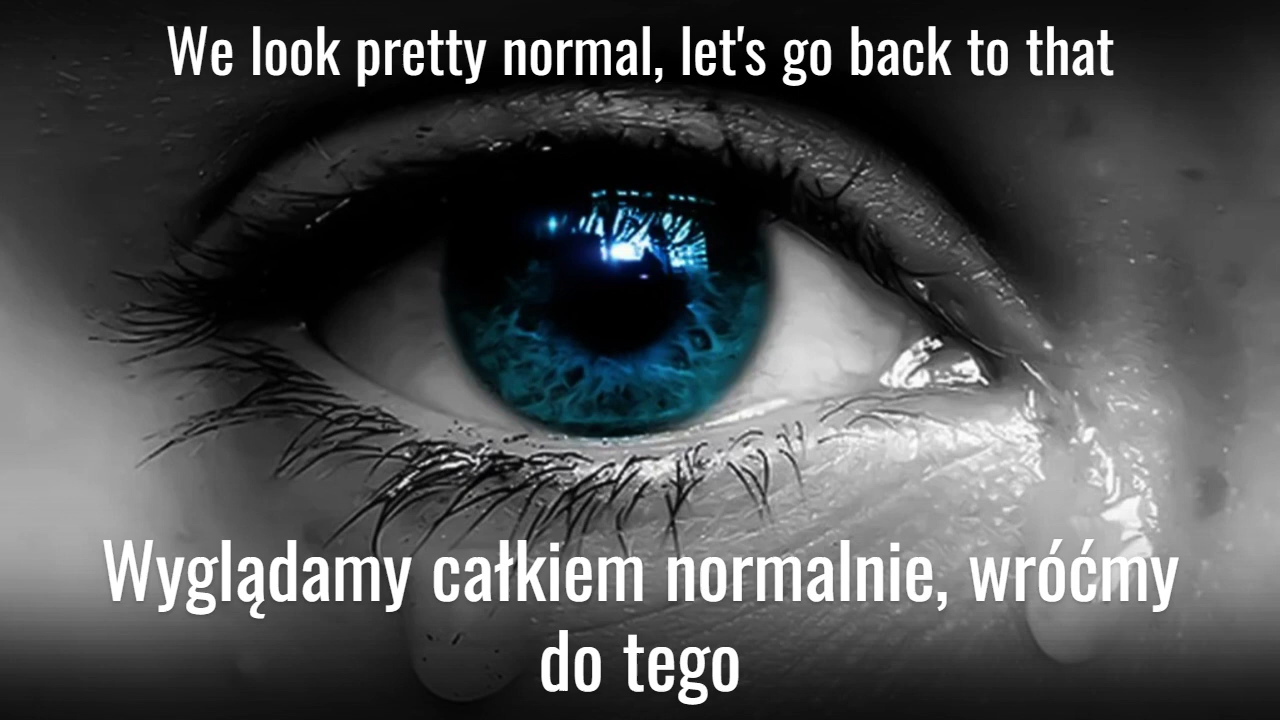 We look pretty normal, let's go back to that
Wyglądamy całkiem normalnie, wróćmy
do tego